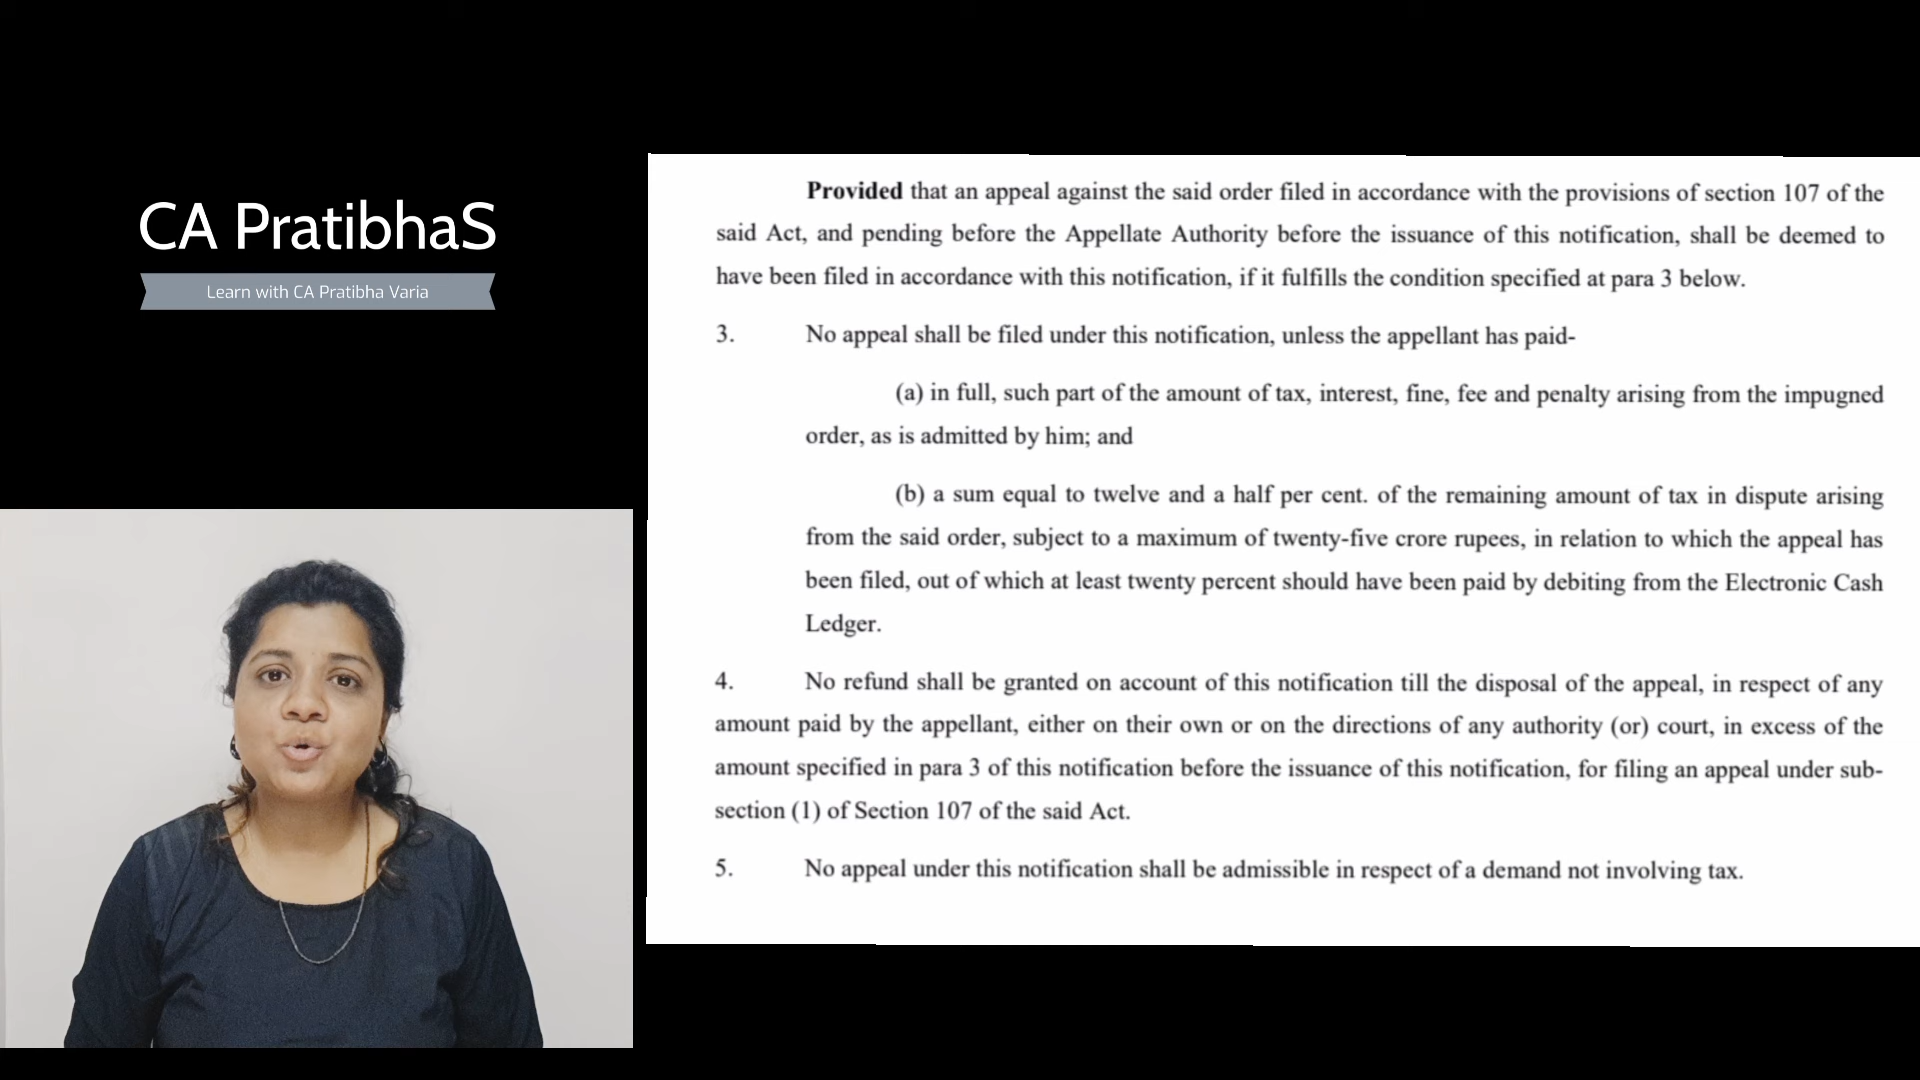 CA PratibhaS
Learn with CA Pratibha Varia
Provided that an appeal against the said order filed in accordance with the provisions of section 107 of the
said Act, and pending before the Appellate Authority before the issuance of this notification, shall be deemed to
have been filed in accordance with this notification, if it fulfills the condition specified at para 3 below.
3. No appeal shall be filed under this notification, unless the appellant has paid-
(a) in full, such part of the amount of tax, interest, fine, fee and penalty arising from the impugned
order, as is admitted by him; and
(b) a sum equal to twelve and a half per cent. of the remaining amount of tax in dispute arising
from the said order, subject to a maximum of twenty-five crore rupees, in relation to which the appeal has
been filed, out of which at least twenty percent should have been paid by debiting from the Electronic Cash
Ledger.
4. No refund shall be granted on account of this notification till the disposal of the appeal, in respect of any
amount paid by the appellant, either on their own or on the directions of any authority (or) court, in excess of the
amount specified in para 3 of this notification before the issuance of this notification, for filing an appeal under sub-
section (1) of Section 107 of the said Act.
5. No appeal under this notification shall be admissible in respect of a demand not involving tax.